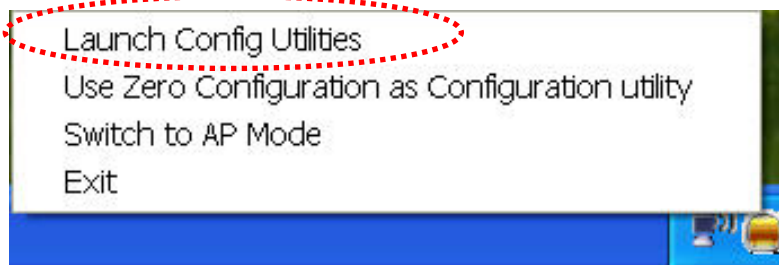 Launch Config Utilities
Use Zero Configuration as Configuration utility
Switch to AP Mode
Exit